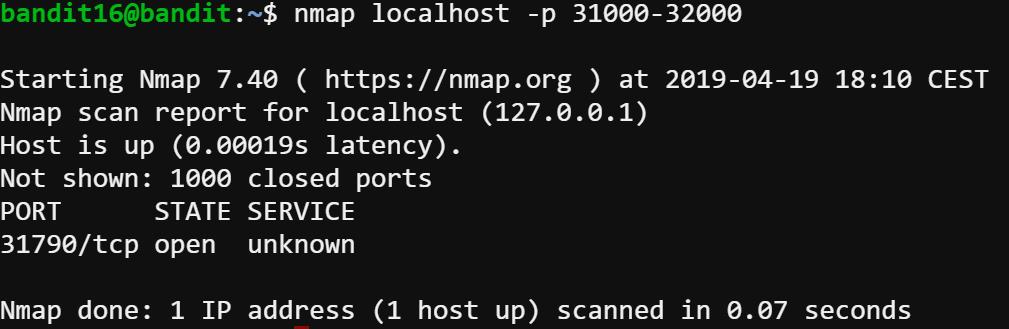 bandit16@bandit:~$ nmap localhost -p 31000-32000
Starting Nmap 7.40 ( https://nmap.org ) at 2019-04-19 18:10 CEST
Nmap scan report for localhost (127.0.0.1)
Host is up (0.00019s latency).
Not shown: 1000 closed ports
PORT      STATE SERVICE
31790/tcp open  unknown
Nmap done: 1 IP address (1 host up) scanned in 0.07 seconds